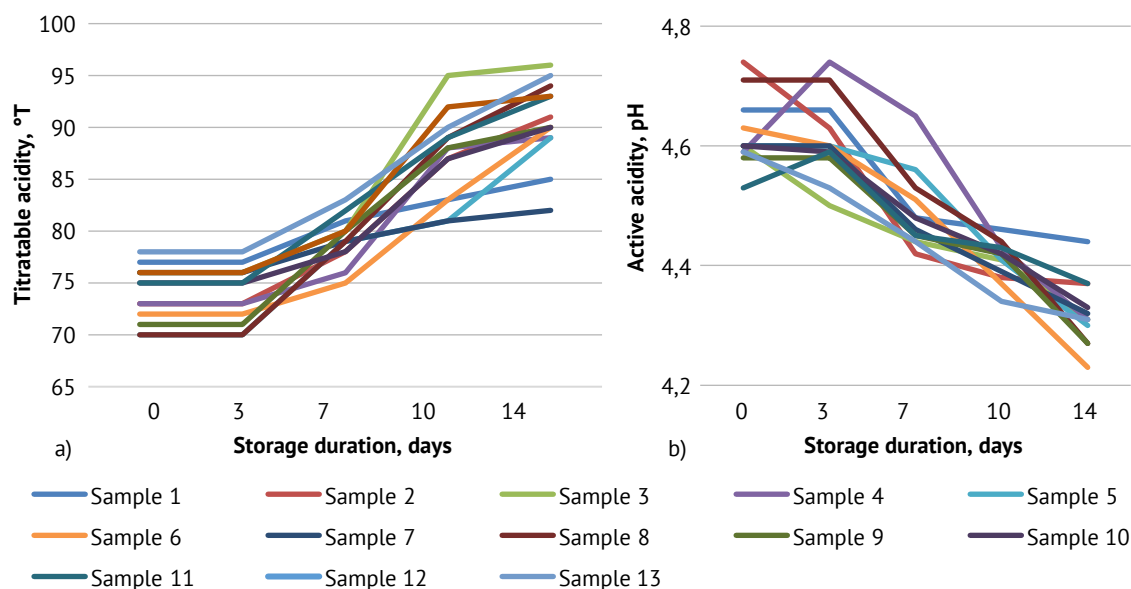 Titratable acidity, °T
100
95
90
85
80
75
70
65
0 3 7 10 14
a) Storage duration, days
Active acidity, pH
4,8
4,6
4,4
4,2
0 3 7 10 14
b) Storage duration, days
Sample 1 Sample 2 Sample 3 Sample 4 Sample 5
Sample 6 Sample 7 Sample 8 Sample 9 Sample 10
Sample 11 Sample 12 Sample 13